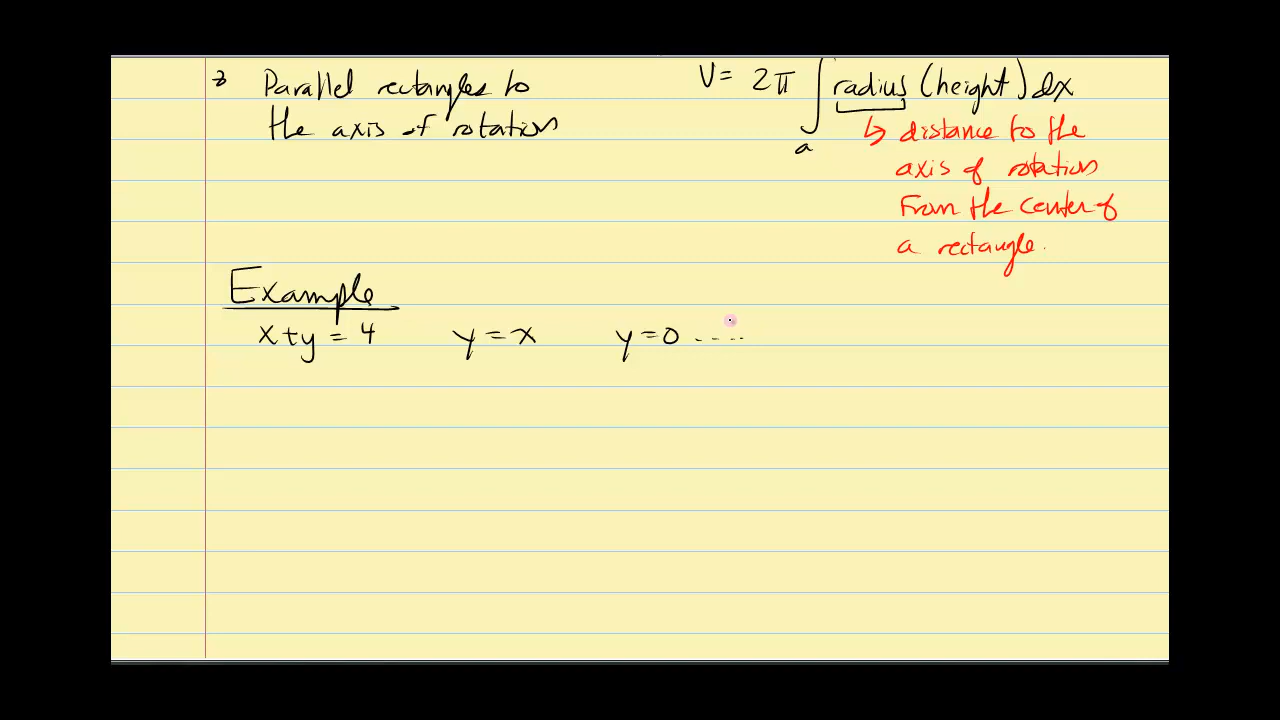 → Parallel rectangles to
the axis of rotation
V = 2π ∫ radius (height) dx
a
↳ distance to the
axis of rotation
From the center of
a rectangle.
Example
x+y = 4 y = x y = 0 .....